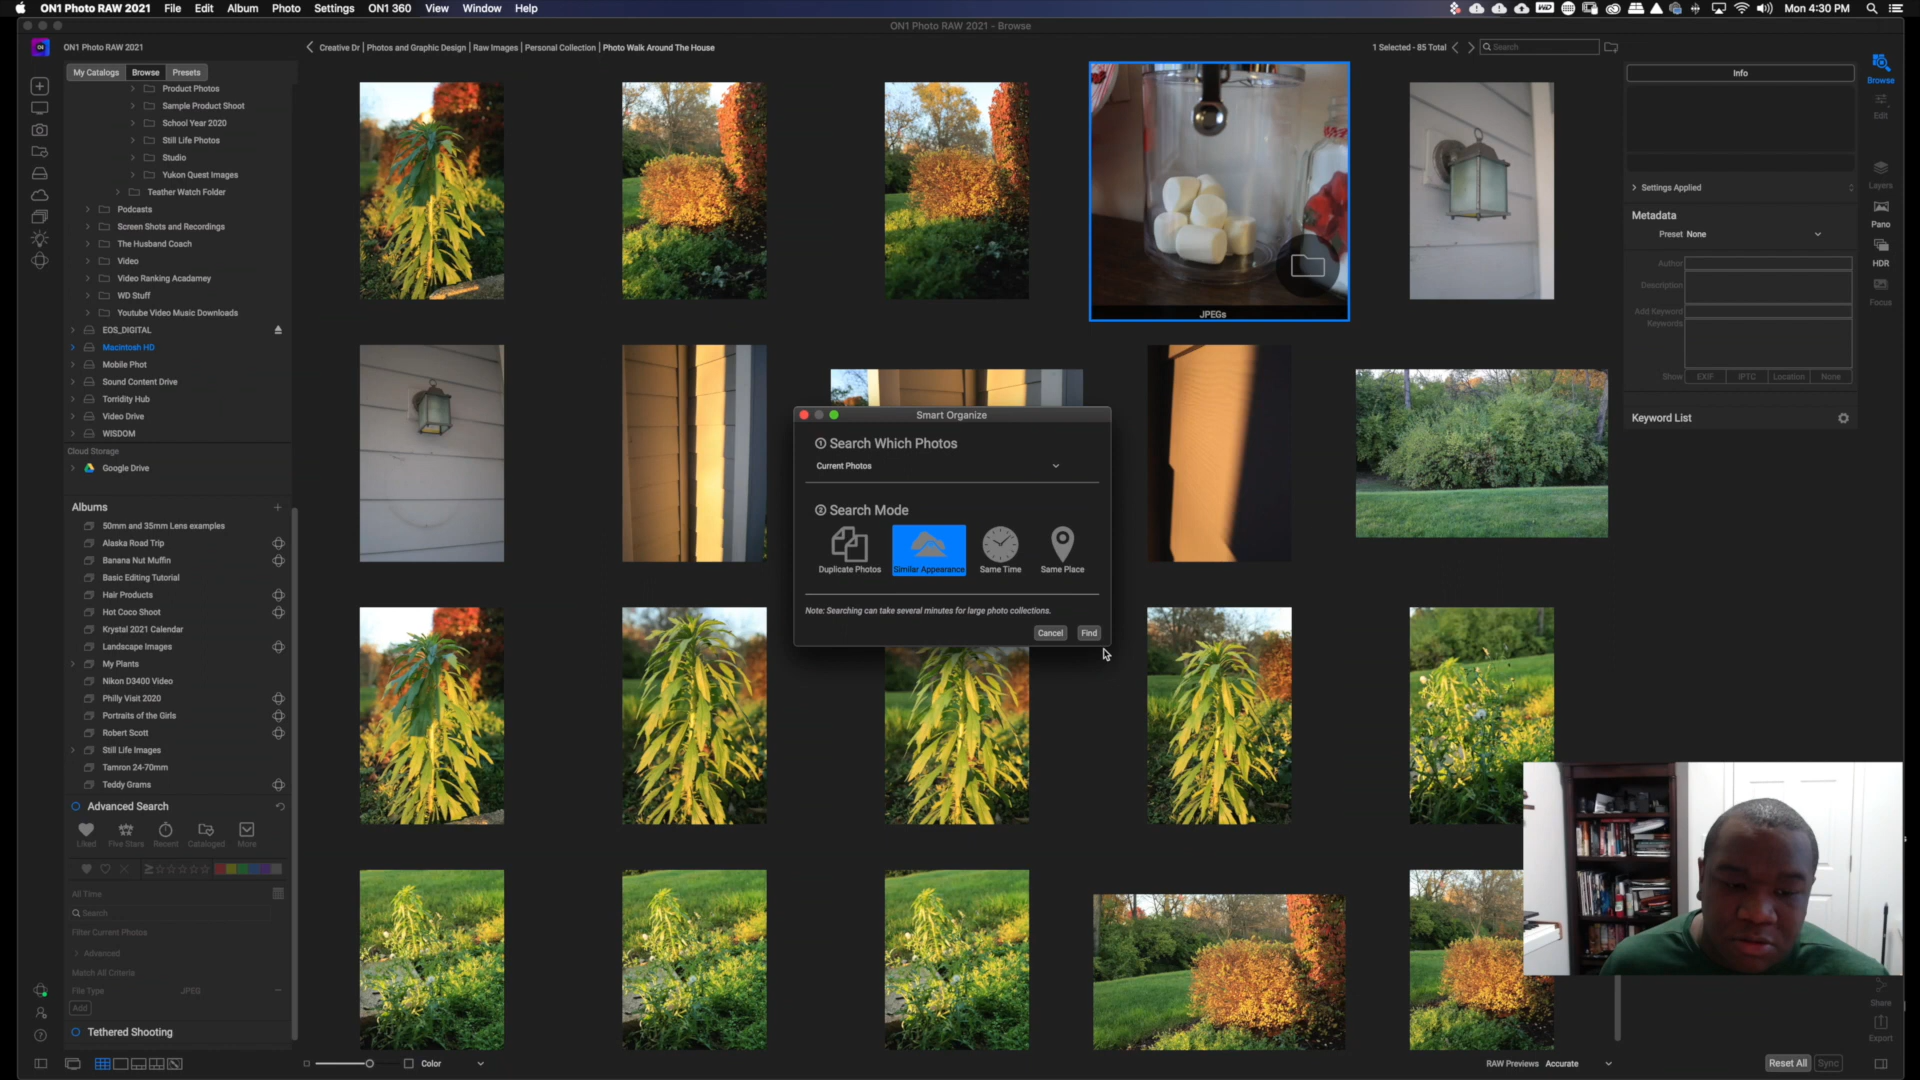 ON1 Photo RAW 2021 File Edit Album Photo Settings ON1 360 View Window Help Mon 4:30 PM
ON1 Photo RAW 2021 - Browse
ON1 Photo RAW 2021
Creative Dr | Photos and Graphic Design | Raw Images | Personal Collection | Photo Walk Around The House
1 Selected - 85 Total
Search
My Catalogs Browse Presets
Product Photos
Sample Product Shoot
School Year 2020
Still Life Photos
Studio
Yukon Quest Images
Teather Watch Folder
Podcasts
Screen Shots and Recordings
The Husband Coach
Video
Video Ranking Acadamey
WD Stuff
Youtube Video Music Downloads
EOS_DIGITAL
Macintosh HD
Mobile Phot
Sound Content Drive
Torridity Hub
Video Drive
WISDOM
Cloud Storage
Google Drive
Albums
50mm and 35mm Lens examples
Alaska Road Trip
Banana Nut Muffin
Basic Editing Tutorial
Hair Products
Hot Coco Shoot
Krystal 2021 Calendar
Landscape Images
My Plants
Nikon D3400 Video
Philly Visit 2020
Portraits of the Girls
Robert Scott
Still Life Images
Tamron 24-70mm
Teddy Grams
Advanced Search
Liked Five Stars Recent Cataloged More
All Time
Search
Filter Current Photos
Advanced
Match All Criteria
File Type JPEG
Add
Tethered Shooting
JPEGs
Smart Organize
1 Search Which Photos
Current Photos
2 Search Mode
Duplicate Photos Similar Appearance Same Time Same Place
Note: Searching can take several minutes for large photo collections.
Cancel Find
Info
Settings Applied
Metadata
Preset None
Author
Description
Add Keyword
Keywords
Show EXIF IPTC Location None
Keyword List
Browse
Edit
Layers
Pano
HDR
Focus
Share
Export
Color
RAW Previews Accurate
Reset All Sync